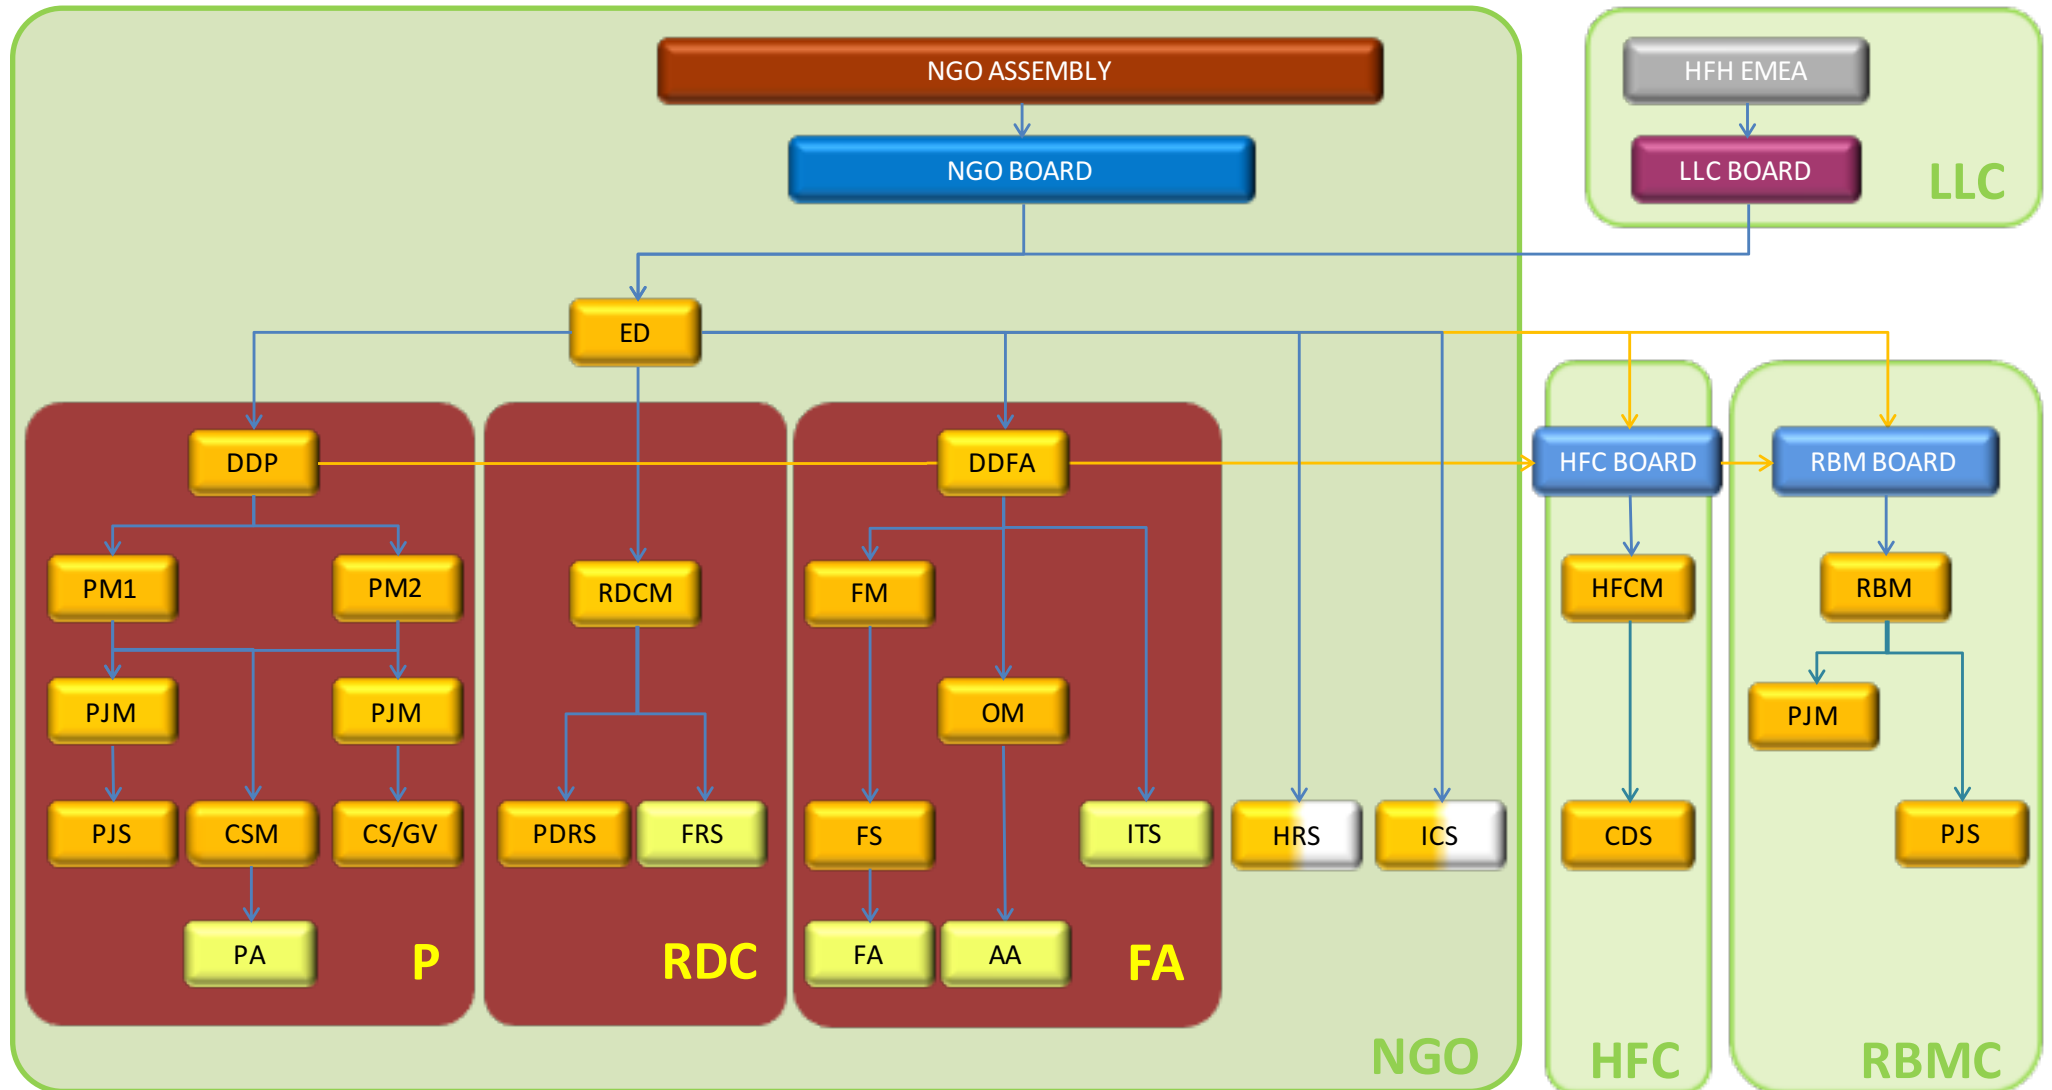 NGO ASSEMBLY
HFH EMEA
NGO BOARD
LLC BOARD
LLC
ED
DDP
DDFA
HFC BOARD
RBM BOARD
PM1
PM2
RDCM
FM
HFCM
RBM
PJM
PJM
OM
PJM
PJS
CSM
CS/GV
PDRS
FRS
FS
ITS
HRS
ICS
CDS
PJS
PA
P
RDC
FA
AA
FA
NGO
HFC
RBMC